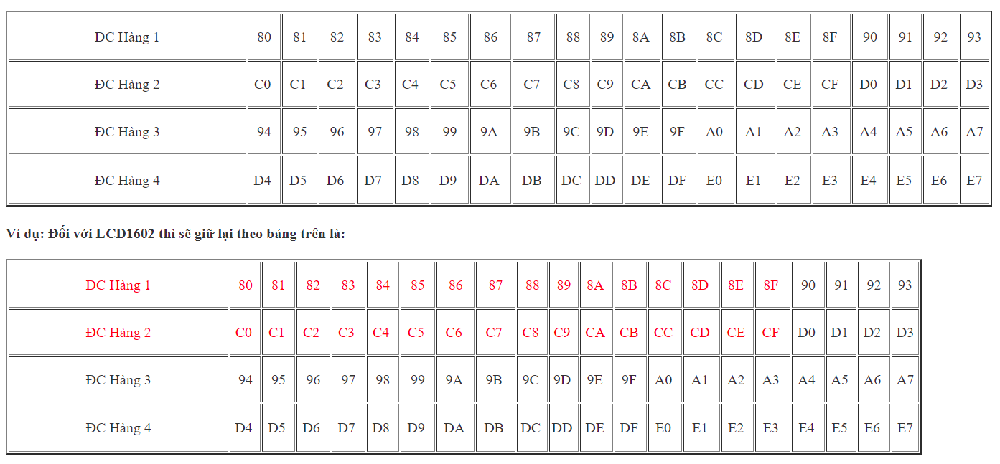 ĐC Hàng 1 80 81 82 83 84 85 86 87 88 89 8A 8B 8C 8D 8E 8F 90 91 92 93
ĐC Hàng 2 C0 C1 C2 C3 C4 C5 C6 C7 C8 C9 CA CB CC CD CE CF D0 D1 D2 D3
ĐC Hàng 3 94 95 96 97 98 99 9A 9B 9C 9D 9E 9F A0 A1 A2 A3 A4 A5 A6 A7
ĐC Hàng 4 D4 D5 D6 D7 D8 D9 DA DB DC DD DE DF E0 E1 E2 E3 E4 E5 E6 E7
Ví dụ: Đối với LCD1602 thì sẽ giữ lại theo bảng trên là:
ĐC Hàng 1 80 81 82 83 84 85 86 87 88 89 8A 8B 8C 8D 8E 8F 90 91 92 93
ĐC Hàng 2 C0 C1 C2 C3 C4 C5 C6 C7 C8 C9 CA CB CC CD CE CF D0 D1 D2 D3
ĐC Hàng 3 94 95 96 97 98 99 9A 9B 9C 9D 9E 9F A0 A1 A2 A3 A4 A5 A6 A7
ĐC Hàng 4 D4 D5 D6 D7 D8 D9 DA DB DC DD DE DF E0 E1 E2 E3 E4 E5 E6 E7